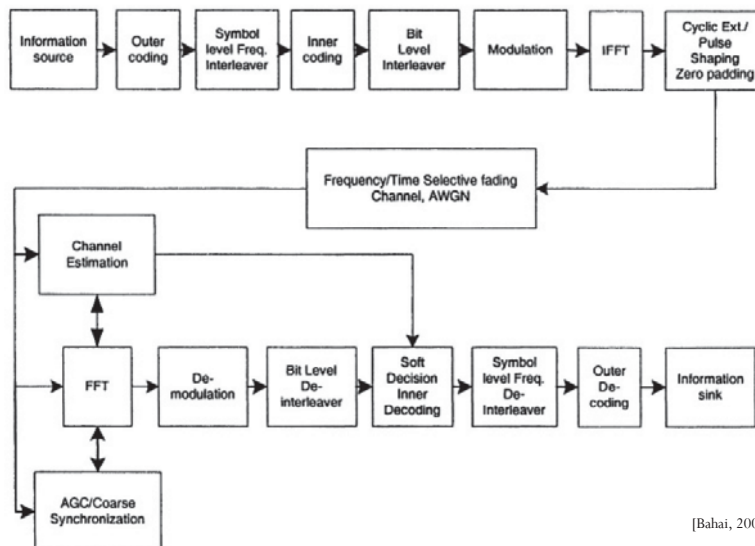 Information
source
Outer
coding
Symbol
level Freq.
Interleaver
Inner
coding
Bit
Level
Interleaver
Modulation
IFFT
Cyclic Ext./
Pulse
Shaping
Zero padding
Frequency/Time Selective fading
Channel, AWGN
Channel
Estimation
FFT
De-
modulation
Bit Level
De-
interleaver
Soft
Decision
Inner
Decoding
Symbol
level Freq.
De-
Interleaver
Outer
De-
coding
Information
sink
AGC/Coarse
Synchronization
[Bahai, 200